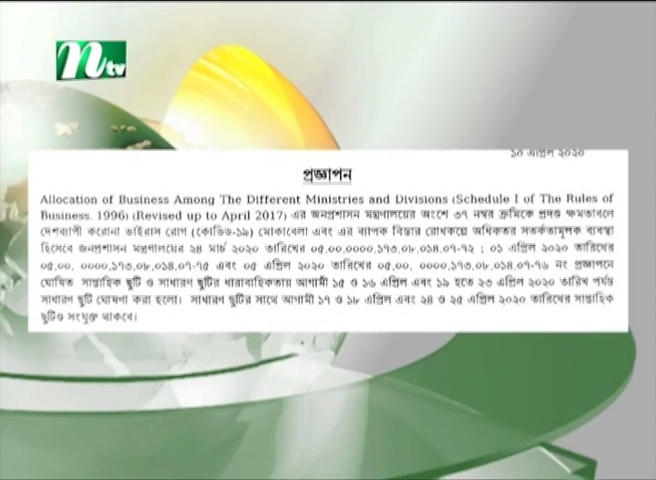 ntv
১০ এপ্রিল ২০২০
প্রজ্ঞাপন
Allocation of Business Among The Different Ministries and Divisions (Schedule I of The Rules of
Business, 1996) (Revised up to April 2017) এর জনপ্রশাসন মন্ত্রণালয়ের অংশে ৩৭ নম্বর ক্রমিকে প্রদত্ত ক্ষমতাবলে
দেশব্যাপী করোনা ভাইরাস রোগ (কোভিড-১৯) মোকাবেলা এবং এর ব্যাপক বিস্তার রোধকল্পে অধিকতর সতর্কতামূলক ব্যবস্থা
হিসেবে জনপ্রশাসন মন্ত্রণালয়ের ২৪ মার্চ ২০২০ তারিখের ০৫.০০.০০০০.১৭৩.০৮.০১৪.০৭-৭২ ; ০১ এপ্রিল ২০২০ তারিখের
০৫.০০. ০০০০.১৭৩.০৮.০১৪.০৭-৭৫ এবং ০৫ এপ্রিল ২০২০ তারিখের ০৫.০০. ০০০০.১৭৩.০৮.০১৪.০৭-৭৬ নং প্রজ্ঞাপনে
ঘোষিত সাপ্তাহিক ছুটি ও সাধারণ ছুটির ধারাবাহিকতায় আগামী ১৫ ও ১৬ এপ্রিল এবং ১৯ হতে ২৩ এপ্রিল ২০২০ তারিখ পর্যন্ত
সাধারণ ছুটি ঘোষণা করা হলো। সাধারণ ছুটির সাথে আগামী ১৭ ও ১৮ এপ্রিল এবং ২৪ ও ২৫ এপ্রিল ২০২০ তারিখের সাপ্তাহিক
ছুটিও সংযুক্ত থাকবে।